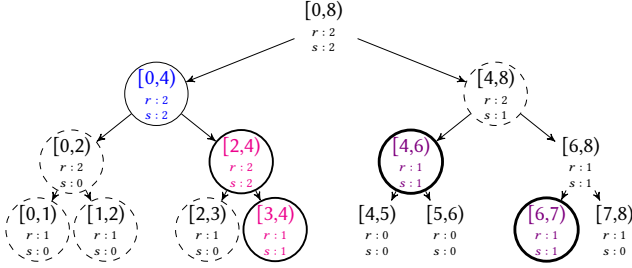 [0,8)
r : 2
s : 2
[0,4)
r : 2
s : 2
[4,8)
r : 2
s : 1
[0,2)
r : 2
s : 0
[2,4)
r : 2
s : 2
[4,6)
r : 1
s : 1
[6,8)
r : 1
s : 1
[0,1)
r : 1
s : 0
[1,2)
r : 1
s : 0
[2,3)
r : 1
s : 0
[3,4)
r : 1
s : 1
[4,5)
r : 0
s : 0
[5,6)
r : 0
s : 0
[6,7)
r : 1
s : 1
[7,8)
r : 1
s : 0